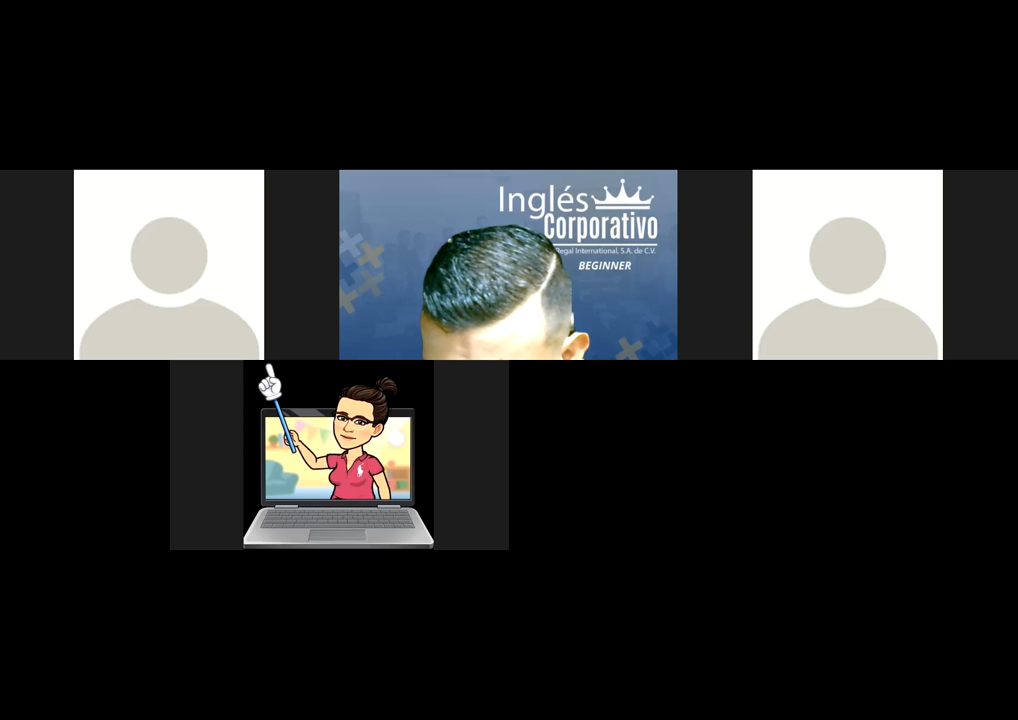 Inglés
Corporativo
Regal International, S.A. de C.V.
BEGINNER